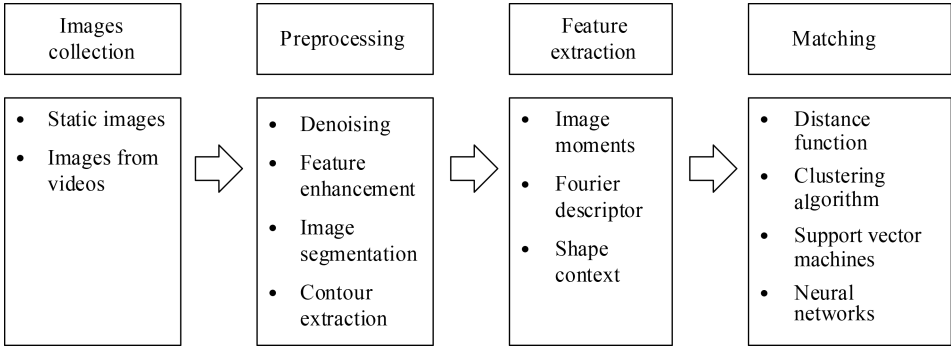 Images
collection
Preprocessing
Feature
extraction
Matching
• Static images
• Images from
videos
• Denoising
• Feature
enhancement
• Image
segmentation
• Contour
extraction
• Image
moments
• Fourier
descriptor
• Shape
context
• Distance
function
• Clustering
algorithm
• Support vector
machines
• Neural
networks